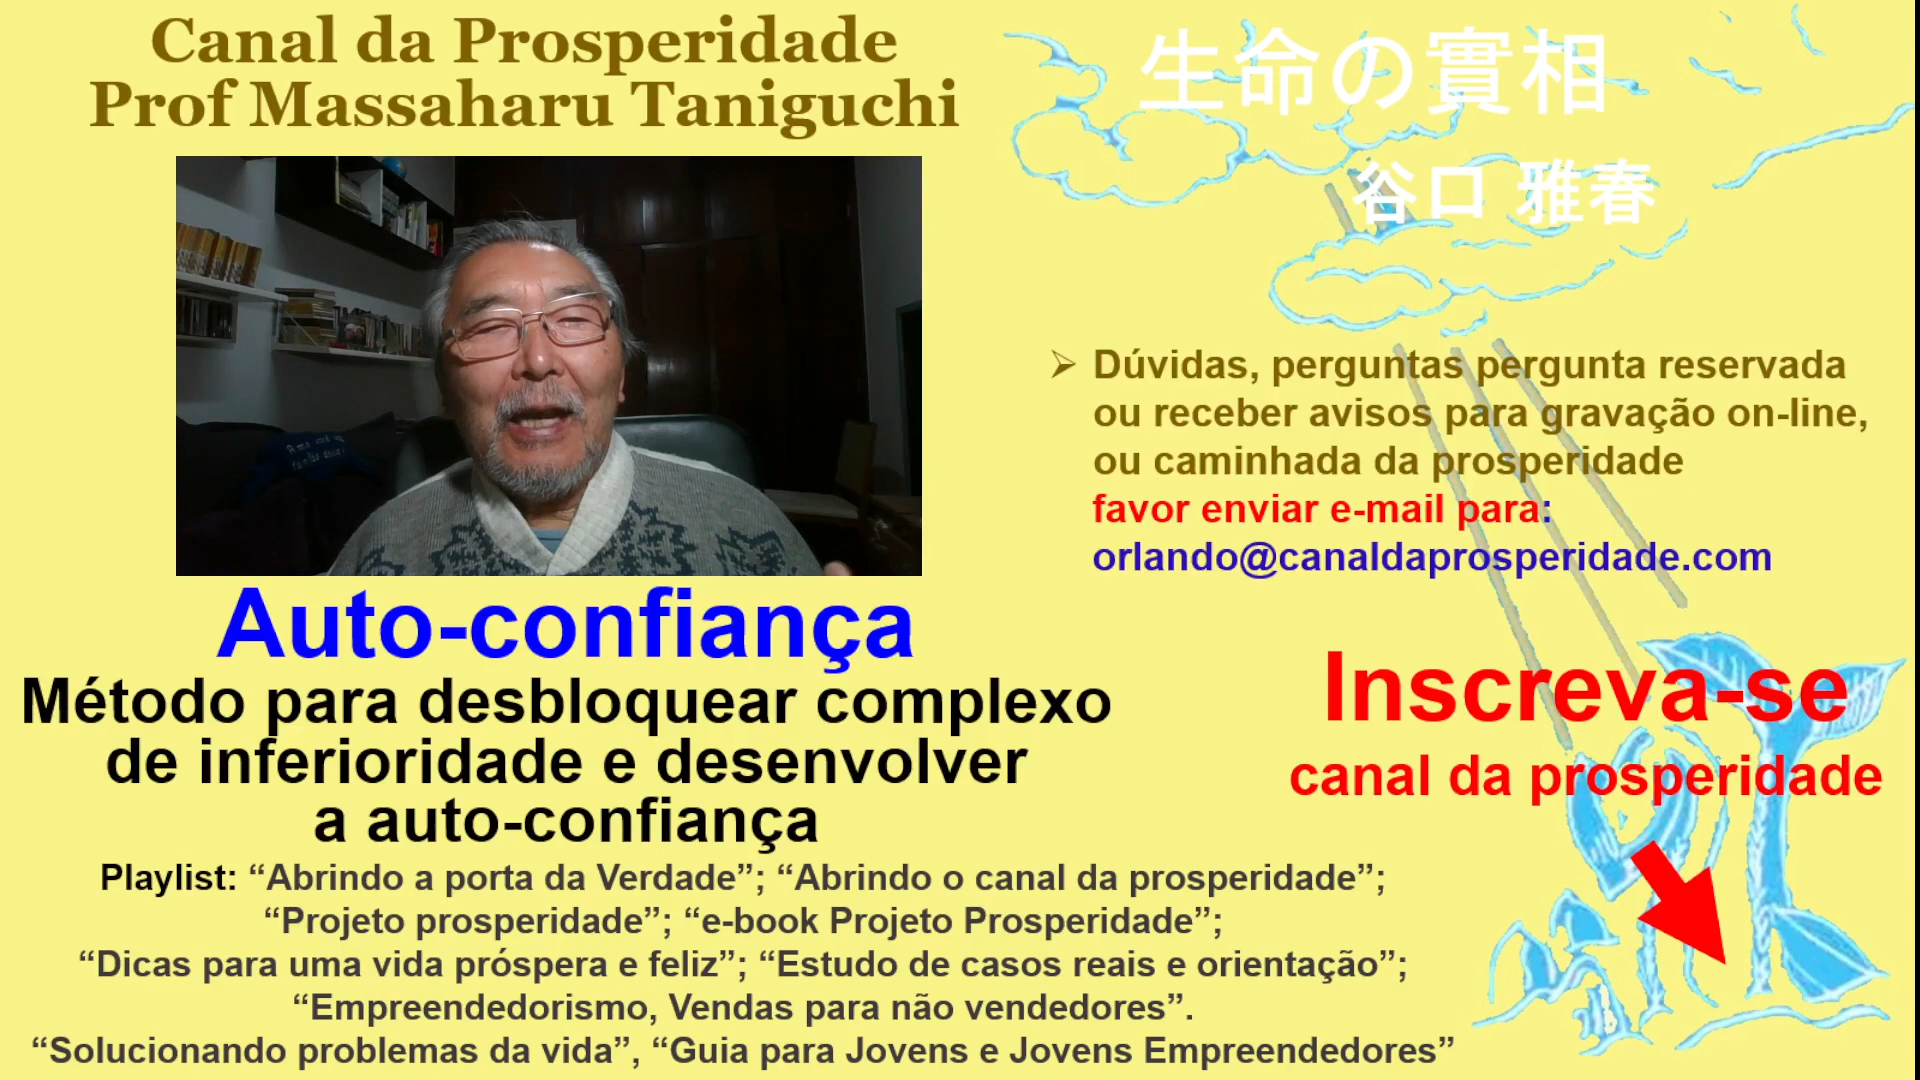 Canal da Prosperidade
Prof Massaharu Taniguchi
生命の實相
谷口 雅春
➢ Dúvidas, perguntas pergunta reservada
ou receber avisos para gravação on-line,
ou caminhada da prosperidade
favor enviar e-mail para:
orlando@canaldaprosperidade.com
Auto-confiança
Método para desbloquear complexo
de inferioridade e desenvolver
a auto-confiança
Inscreva-se
canal da prosperidade
Playlist: “Abrindo a porta da Verdade”; “Abrindo o canal da prosperidade”;
“Projeto prosperidade”; “e-book Projeto Prosperidade”;
“Dicas para uma vida próspera e feliz”; “Estudo de casos reais e orientação”;
“Empreendedorismo, Vendas para não vendedores”.
“Solucionando problemas da vida”, “Guia para Jovens e Jovens Empreendedores”